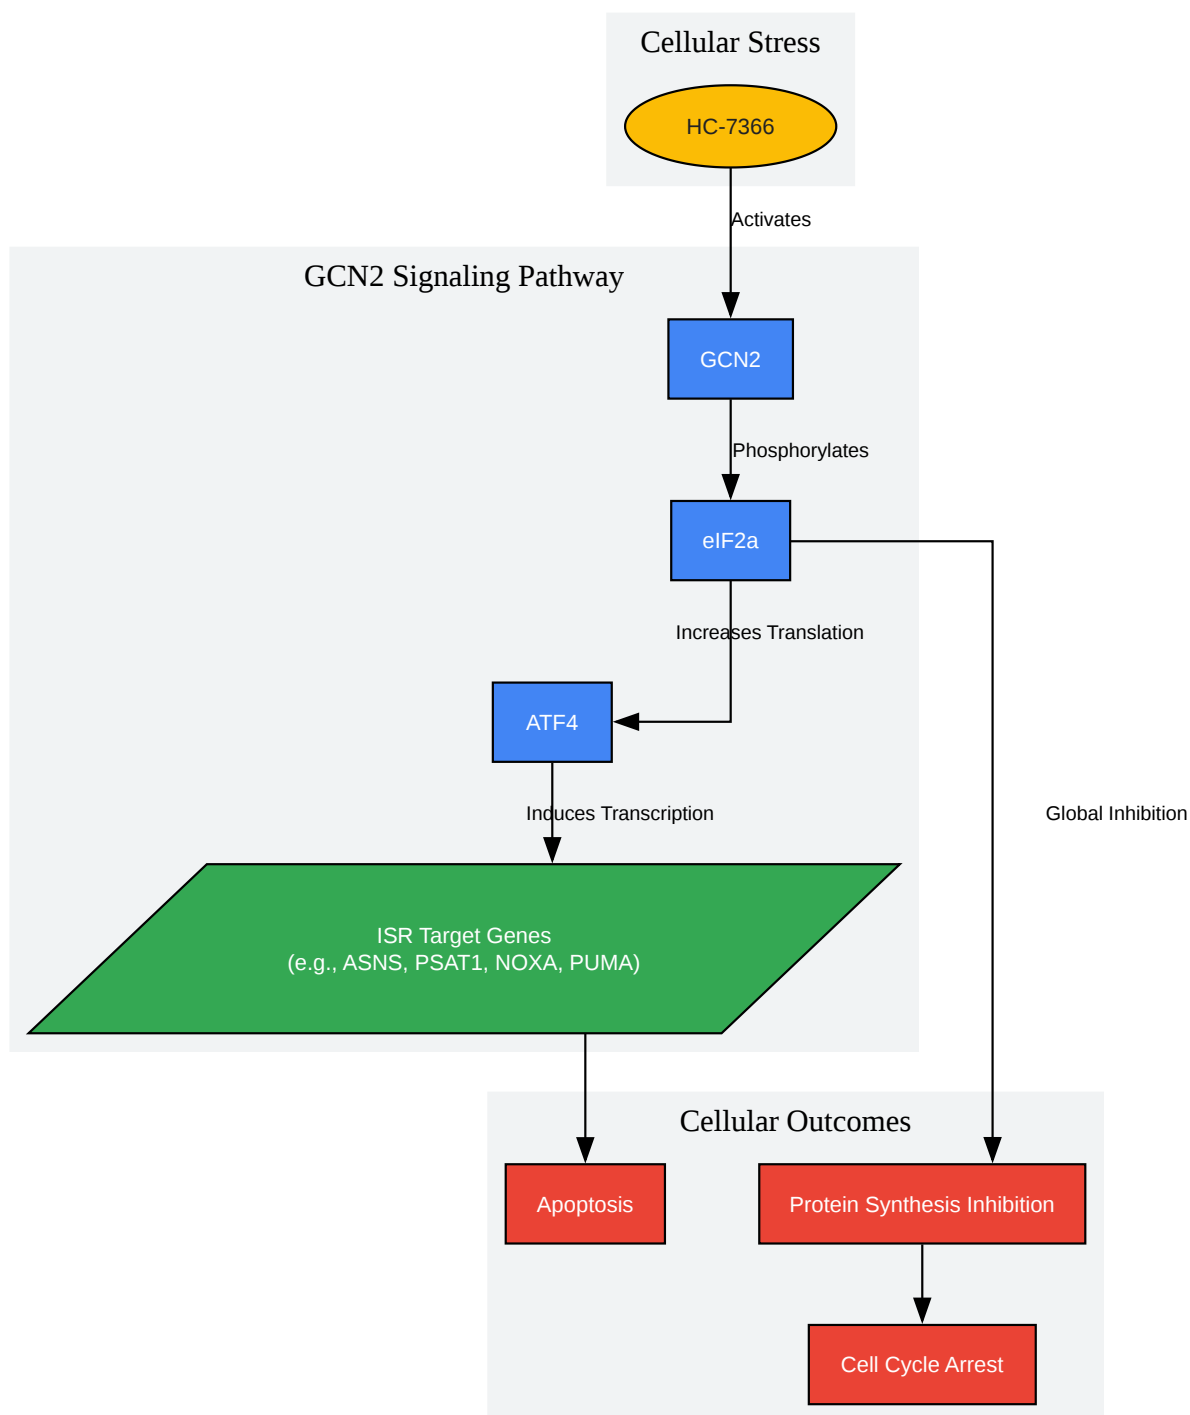 Cellular Stress
HC-7366
Activates
GCN2 Signaling Pathway
GCN2
Phosphorylates
eIF2a
Increases Translation
ATF4
Induces Transcription
Global Inhibition
ISR Target Genes
(e.g., ASNS, PSAT1, NOXA, PUMA)
Cellular Outcomes
Apoptosis
Protein Synthesis Inhibition
Cell Cycle Arrest